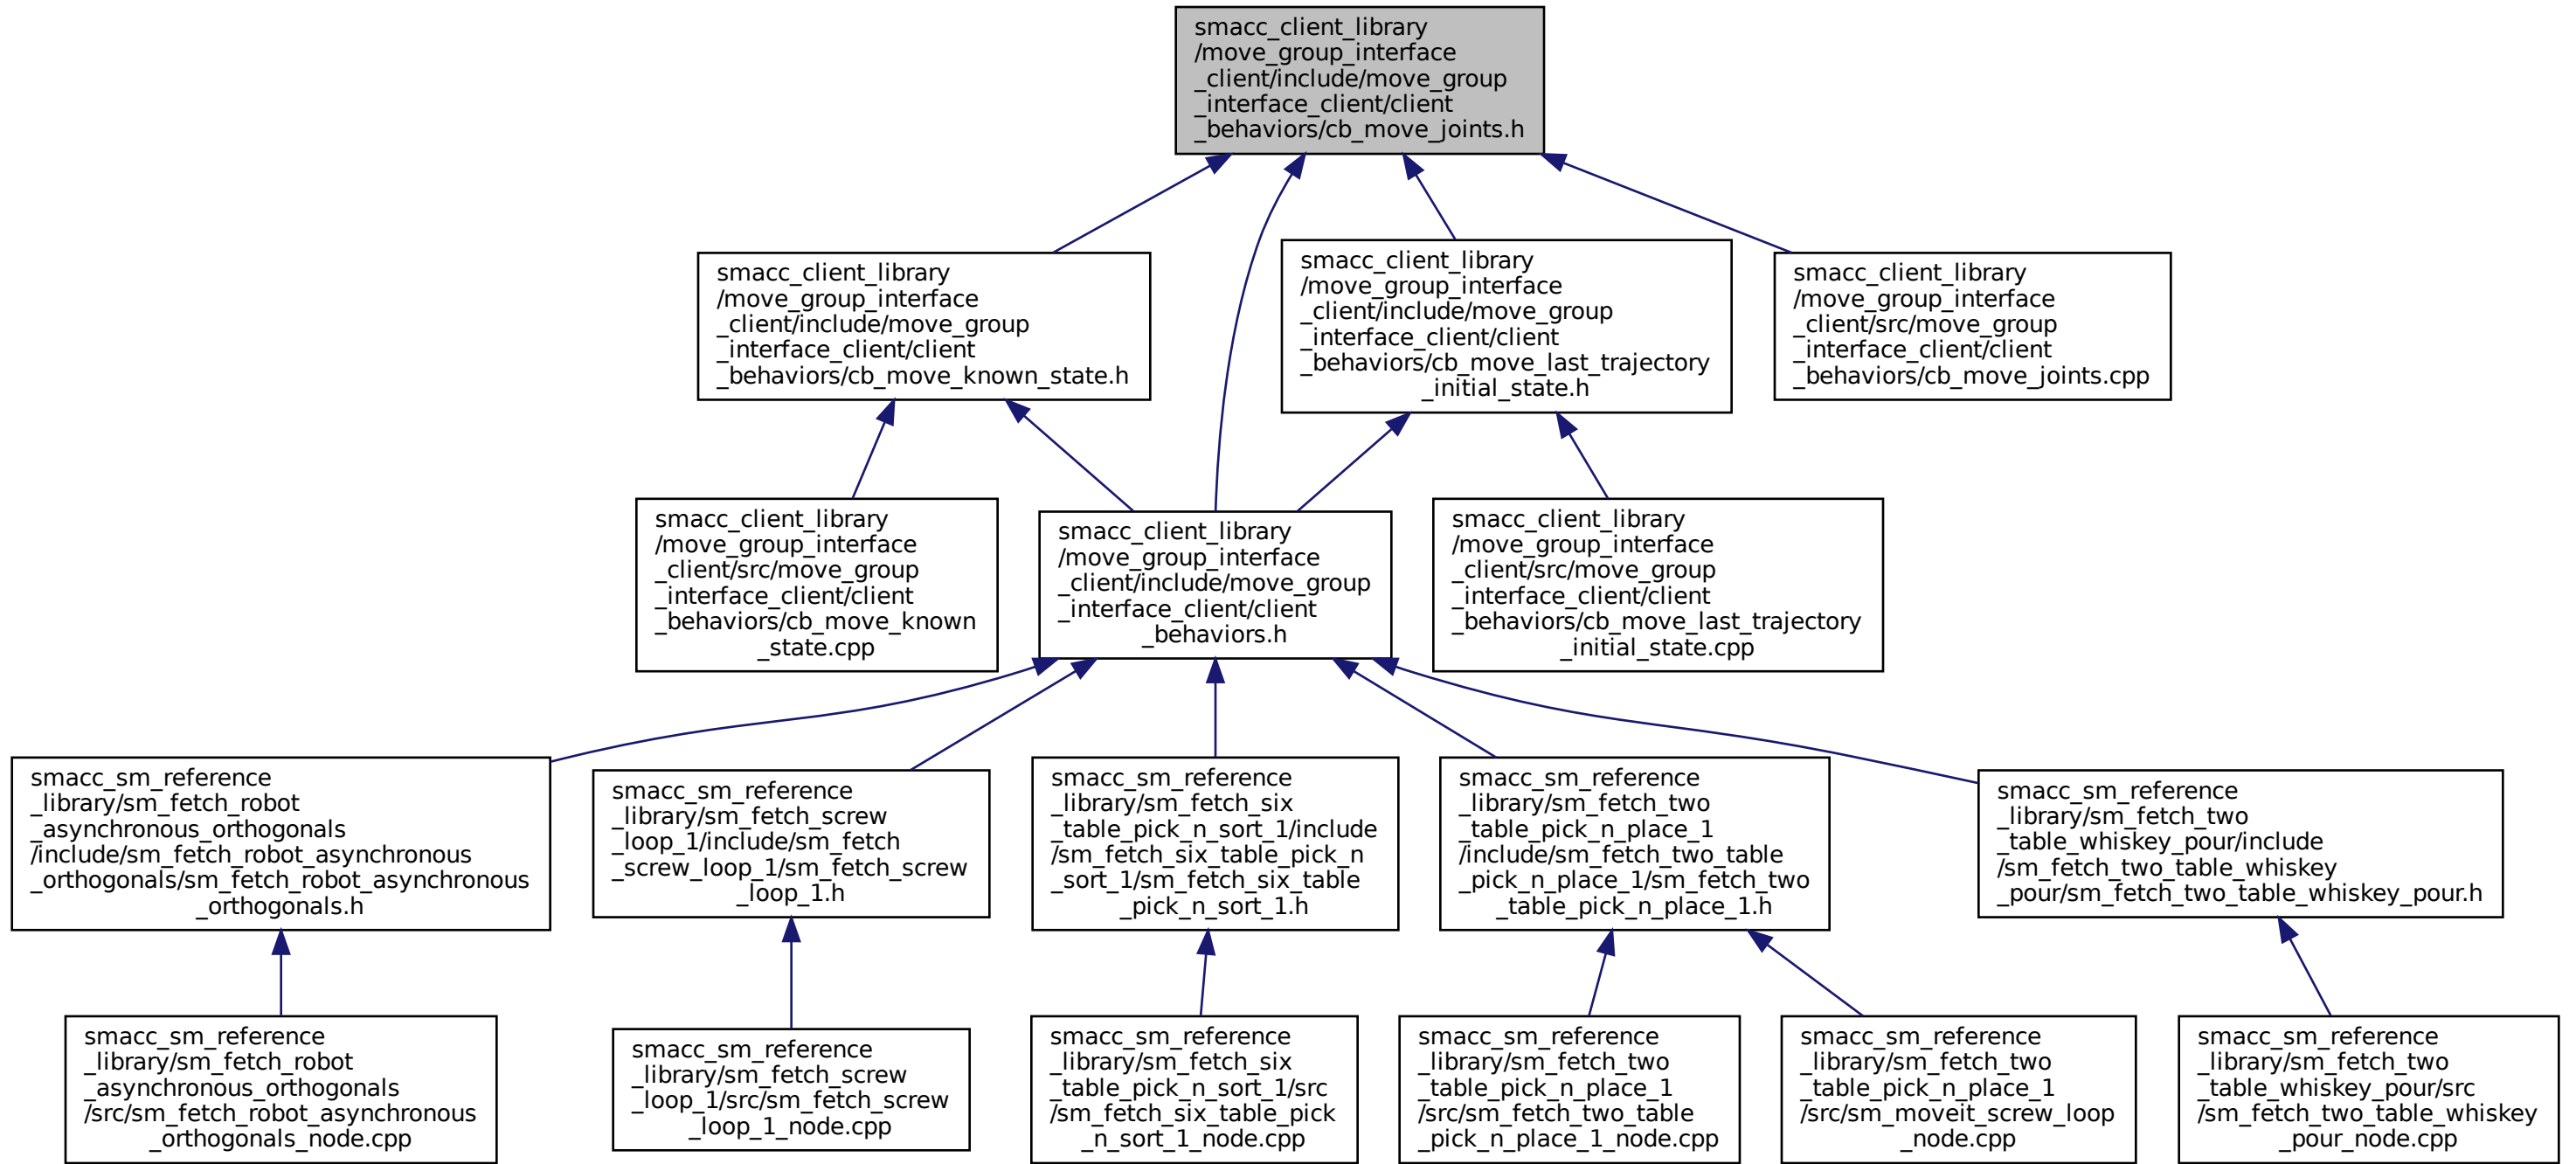 smacc_client_library
/move_group_interface
_client/include/move_group
_interface_client/client
_behaviors/cb_move_joints.h
smacc_client_library
/move_group_interface
_client/include/move_group
_interface_client/client
_behaviors/cb_move_known_state.h
smacc_client_library
/move_group_interface
_client/include/move_group
_interface_client/client
_behaviors/cb_move_last_trajectory
_initial_state.h
smacc_client_library
/move_group_interface
_client/src/move_group
_interface_client/client
_behaviors/cb_move_joints.cpp
smacc_client_library
/move_group_interface
_client/src/move_group
_interface_client/client
_behaviors/cb_move_known
_state.cpp
smacc_client_library
/move_group_interface
_client/include/move_group
_interface_client/client
_behaviors.h
smacc_client_library
/move_group_interface
_client/src/move_group
_interface_client/client
_behaviors/cb_move_last_trajectory
_initial_state.cpp
smacc_sm_reference
_library/sm_fetch_robot
_asynchronous_orthogonals
/include/sm_fetch_robot_asynchronous
_orthogonals/sm_fetch_robot_asynchronous
_orthogonals.h
smacc_sm_reference
_library/sm_fetch_screw
_loop_1/include/sm_fetch
_screw_loop_1/sm_fetch_screw
_loop_1.h
smacc_sm_reference
_library/sm_fetch_six
_table_pick_n_sort_1/include
/sm_fetch_six_table_pick_n
_sort_1/sm_fetch_six_table
_pick_n_sort_1.h
smacc_sm_reference
_library/sm_fetch_two
_table_pick_n_place_1
/include/sm_fetch_two_table
_pick_n_place_1/sm_fetch_two
_table_pick_n_place_1.h
smacc_sm_reference
_library/sm_fetch_two
_table_whiskey_pour/include
/sm_fetch_two_table_whiskey
_pour/sm_fetch_two_table_whiskey_pour.h
smacc_sm_reference
_library/sm_fetch_robot
_asynchronous_orthogonals
/src/sm_fetch_robot_asynchronous
_orthogonals_node.cpp
smacc_sm_reference
_library/sm_fetch_screw
_loop_1/src/sm_fetch_screw
_loop_1_node.cpp
smacc_sm_reference
_library/sm_fetch_six
_table_pick_n_sort_1/src
/sm_fetch_six_table_pick
_n_sort_1_node.cpp
smacc_sm_reference
_library/sm_fetch_two
_table_pick_n_place_1
/src/sm_fetch_two_table
_pick_n_place_1_node.cpp
smacc_sm_reference
_library/sm_fetch_two
_table_pick_n_place_1
/src/sm_moveit_screw_loop
_node.cpp
smacc_sm_reference
_library/sm_fetch_two
_table_whiskey_pour/src
/sm_fetch_two_table_whiskey
_pour_node.cpp